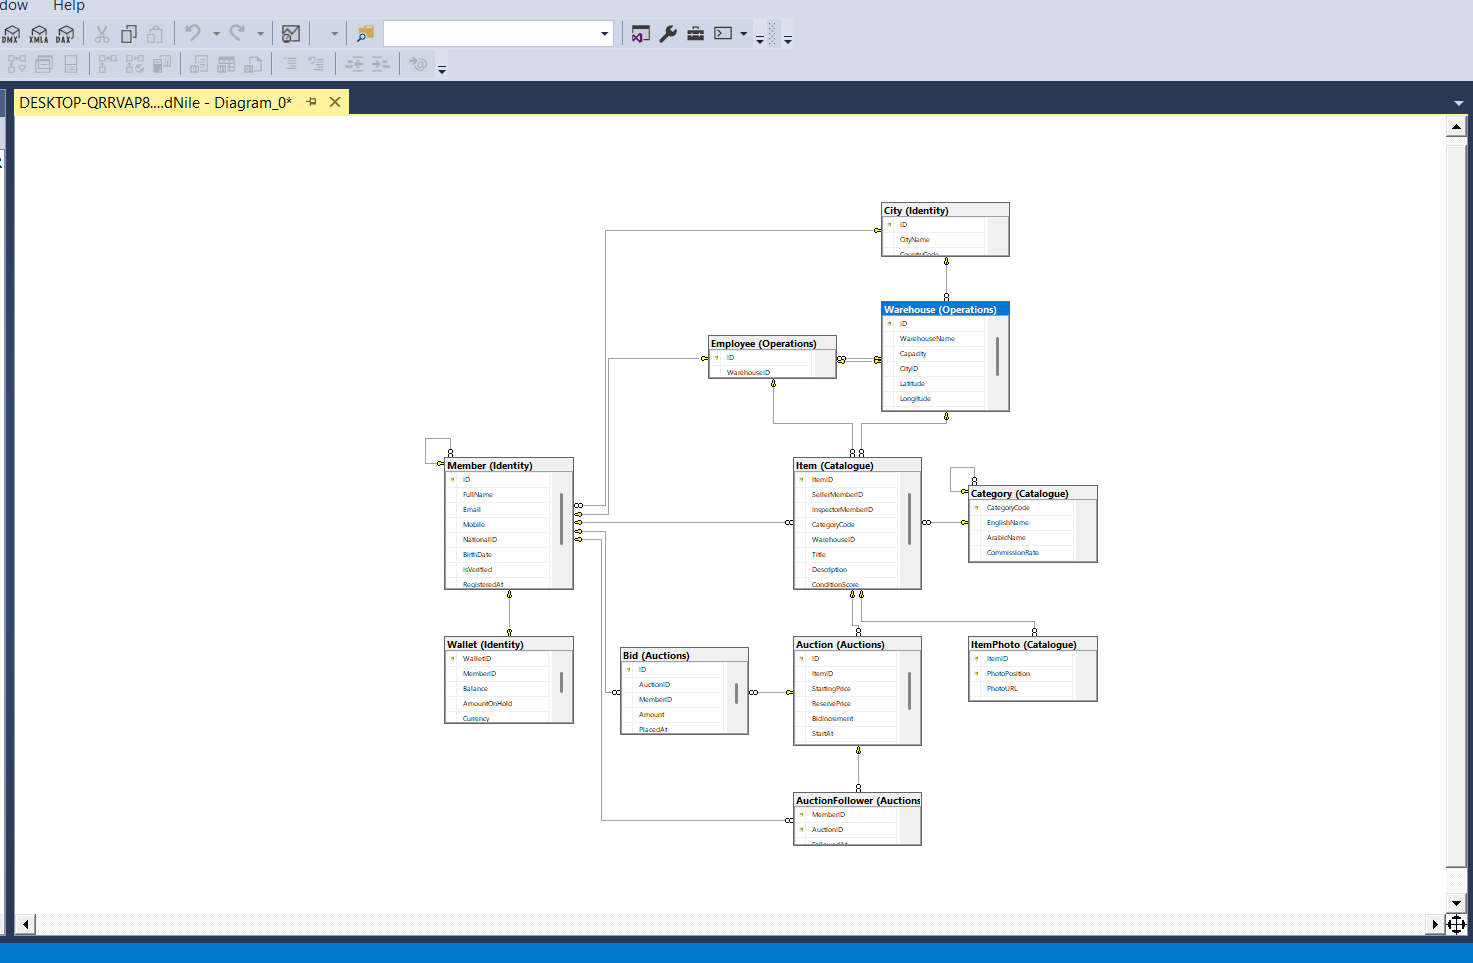 dow Help
DMX XMLA DAX
DESKTOP-QRRVAP8....dNile - Diagram_0*
City (Identity)
ID
CityName
CountryCode
Warehouse (Operations)
ID
WarehouseName
Capacity
CityID
Latitude
Longitude
Employee (Operations)
ID
WarehouseID
Member (Identity)
ID
FullName
Email
Mobile
NationalID
BirthDate
IsVerified
RegisteredAt
Item (Catalogue)
ItemID
SellerMemberID
InspectorMemberID
CategoryCode
WarehouseID
Title
Description
ConditionScore
Category (Catalogue)
CategoryCode
EnglishName
ArabicName
CommissionRate
Wallet (Identity)
WalletID
MemberID
Balance
AmountOnHold
Currency
Bid (Auctions)
ID
AuctionID
MemberID
Amount
PlacedAt
Auction (Auctions)
ID
ItemID
StartingPrice
ReservePrice
BidIncrement
StartAt
ItemPhoto (Catalogue)
ItemID
PhotoPosition
PhotoURL
AuctionFollower (Auctions
MemberID
AuctionID
FollowedAt